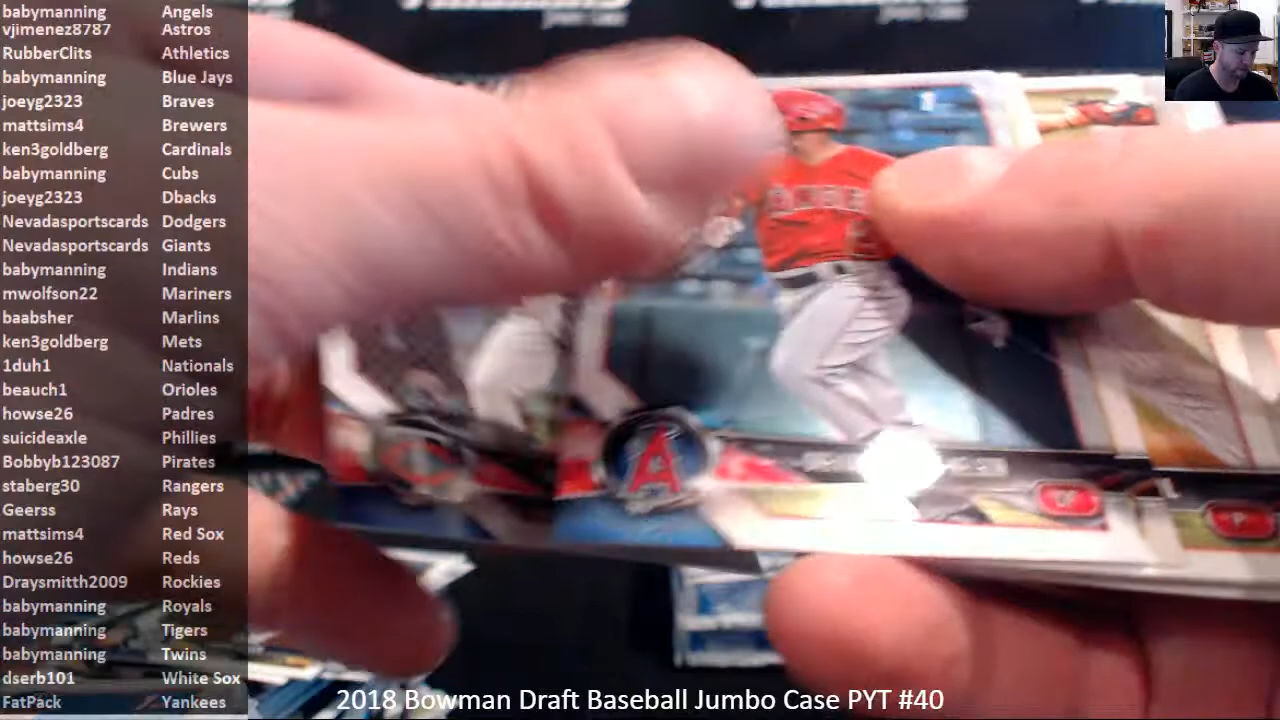 babymanning Angels
vjimenez8787 Astros
RubberClits Athletics
babymanning Blue Jays
joeyg2323 Braves
mattsims4 Brewers
ken3goldberg Cardinals
babymanning Cubs
joeyg2323 Dbacks
Nevadasportscards Dodgers
Nevadasportscards Giants
babymanning Indians
mwolfson22 Mariners
baabsher Marlins
ken3goldberg Mets
1duh1 Nationals
beauch1 Orioles
howse26 Padres
suicideaxle Phillies
Bobbyb123087 Pirates
staberg30 Rangers
Geerss Rays
mattsims4 Red Sox
howse26 Reds
Draysmitth2009 Rockies
babymanning Royals
babymanning Tigers
babymanning Twins
dserb101 White Sox
FatPack Yankees
A
OF
P
2018 Bowman Draft Baseball Jumbo Case PYT #40